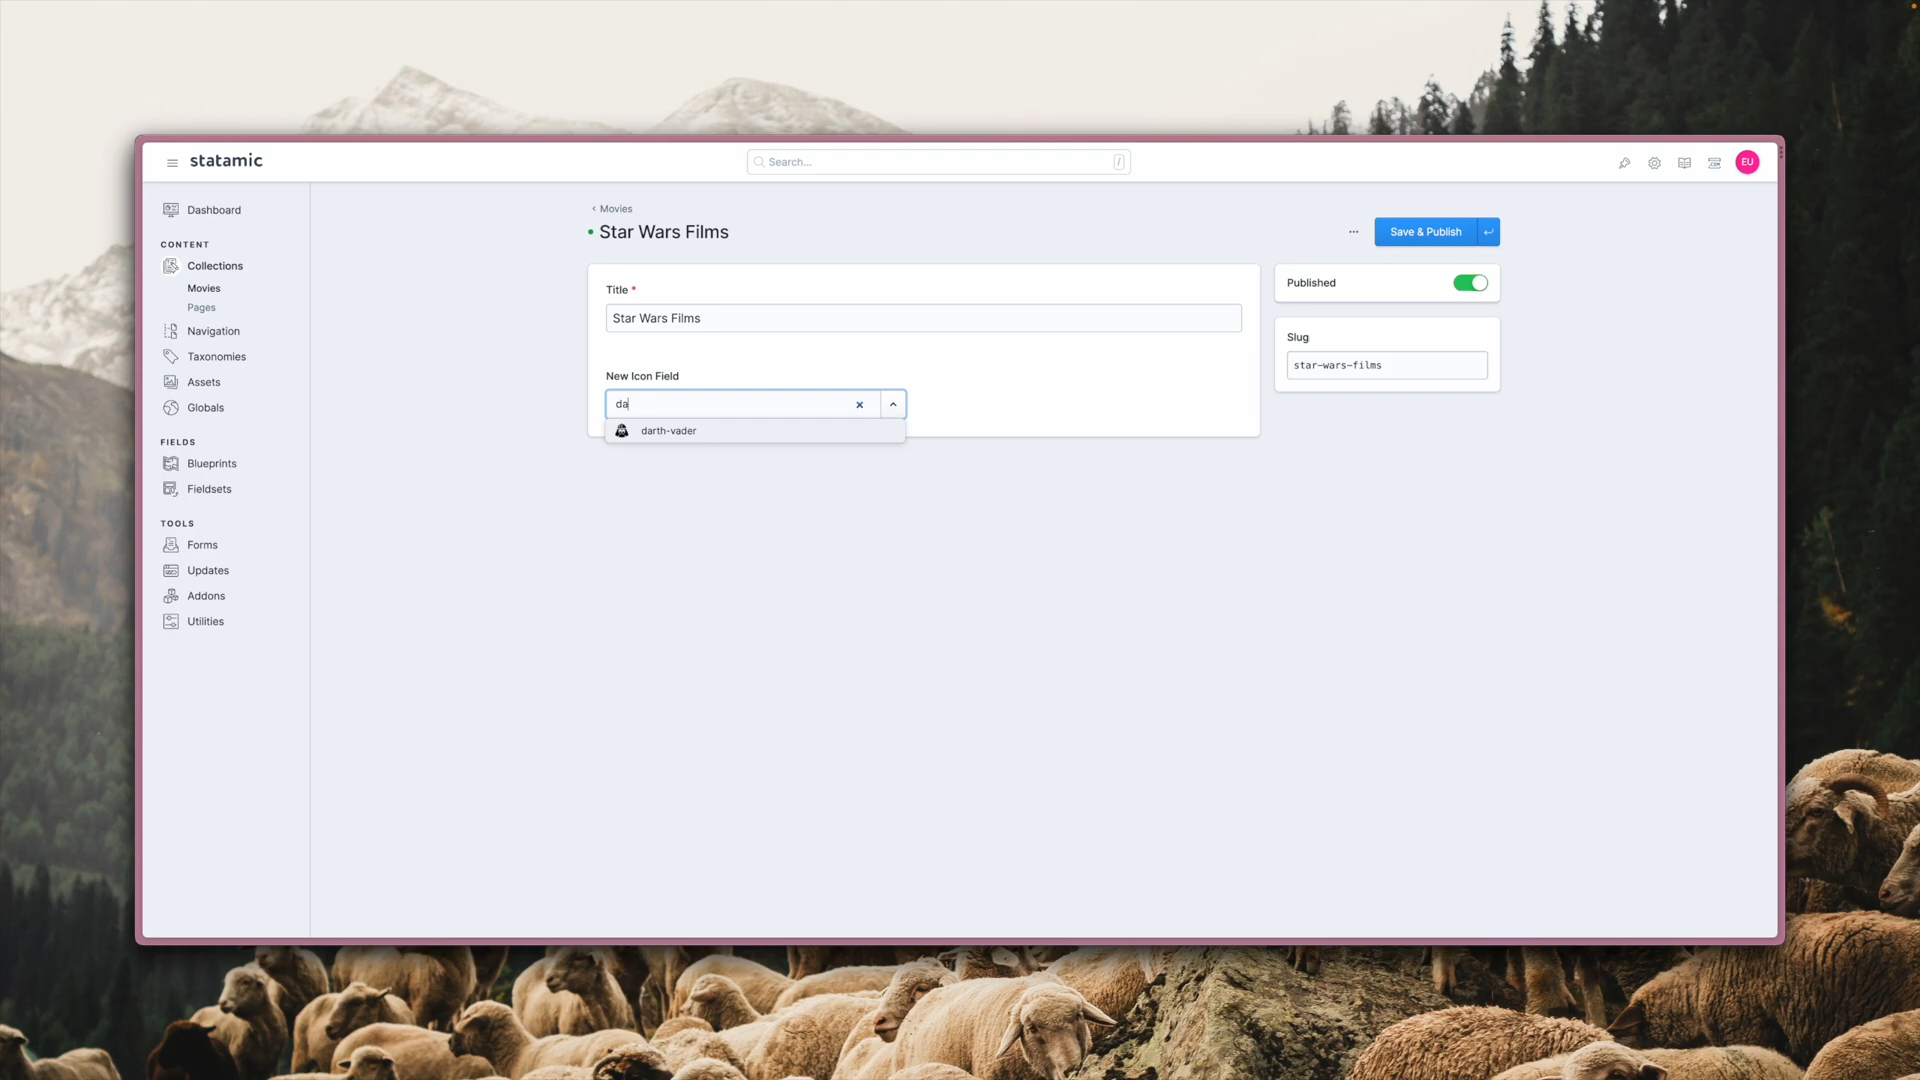 statamic
Search...
/
EU
Dashboard
CONTENT
Collections
Movies
Pages
Navigation
Taxonomies
Assets
Globals
FIELDS
Blueprints
Fieldsets
TOOLS
Forms
Updates
Addons
Utilities
Movies
Star Wars Films
Save & Publish
Title *
Star Wars Films
New Icon Field
da
darth-vader
Published
Slug
star-wars-films